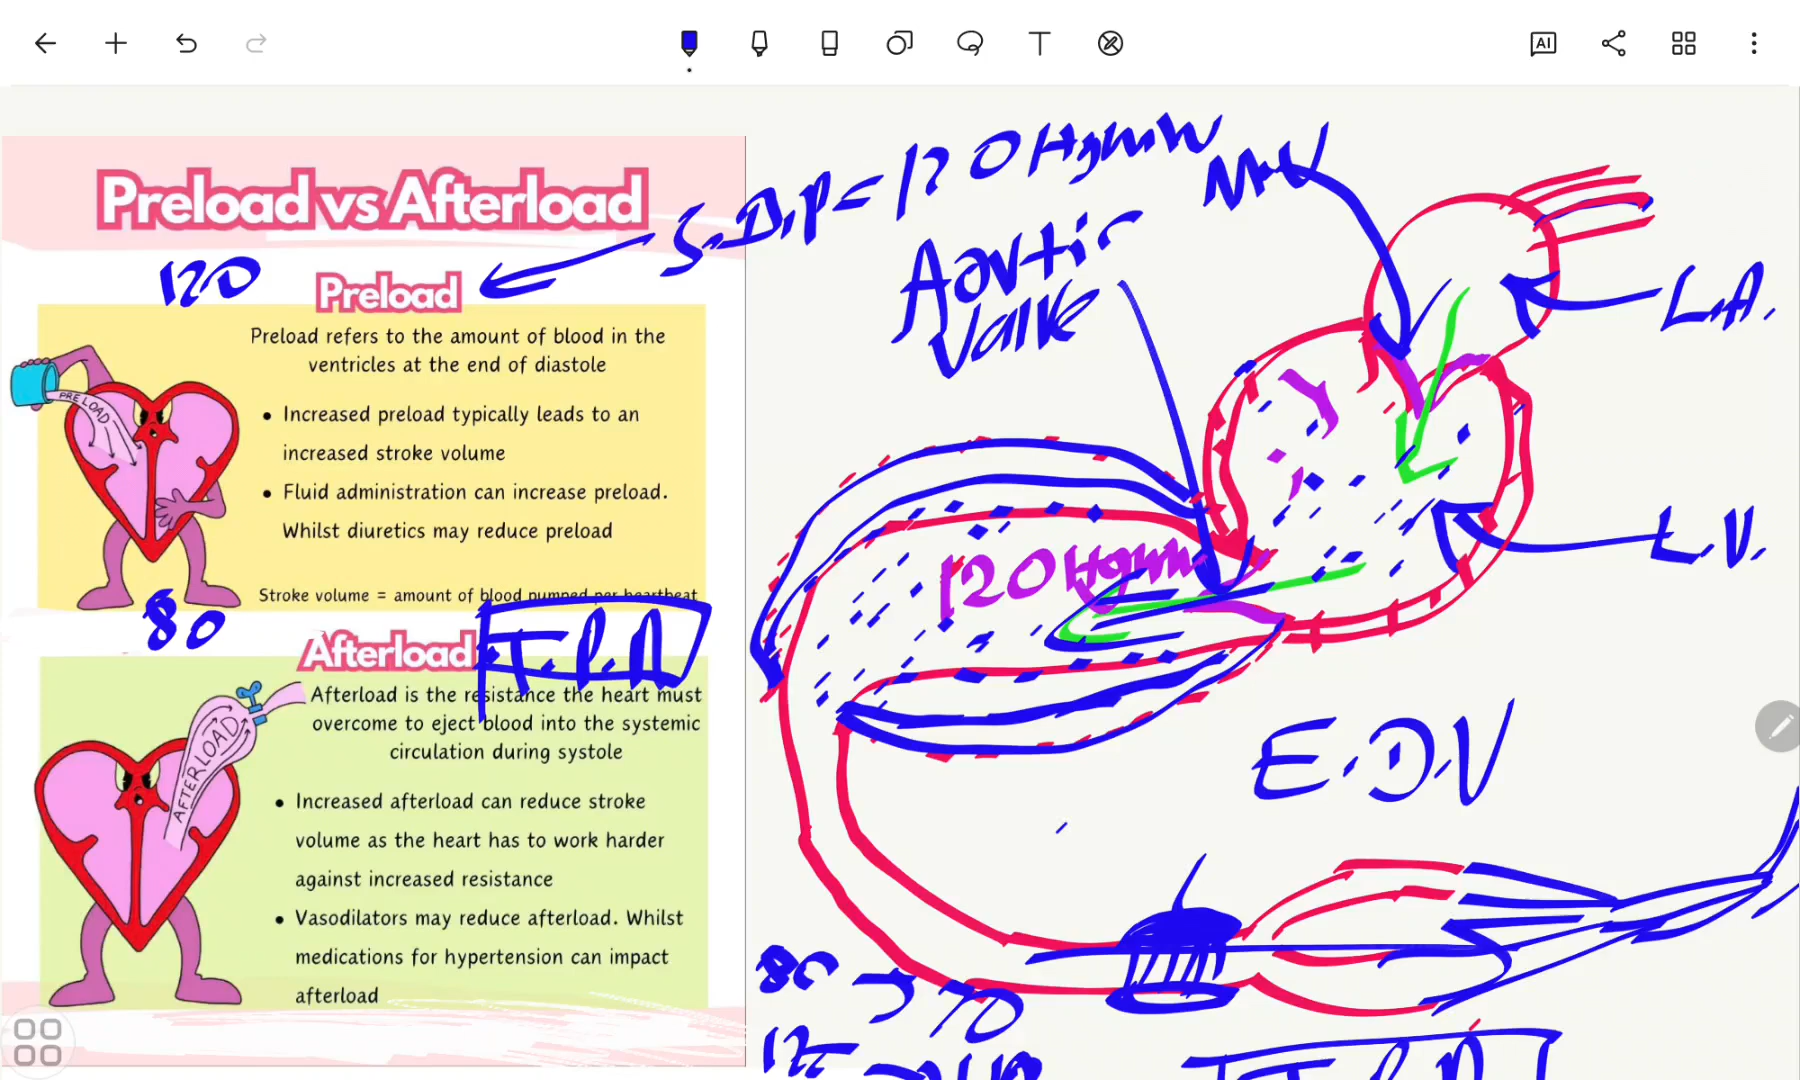 AI
Preload vs Afterload
120
Preload
Preload refers to the amount of blood in the
ventricles at the end of diastole
• Increased preload typically leads to an
increased stroke volume
• Fluid administration can increase preload.
Whilst diuretics may reduce preload
PRELOAD
Stroke volume = amount of blood pumped per heartbeat
80
Afterload
T.P.R
Afterload is the resistance the heart must
overcome to eject blood into the systemic
circulation during systole
• Increased afterload can reduce stroke
volume as the heart has to work harder
against increased resistance
• Vasodilators may reduce afterload. Whilst
medications for hypertension can impact
afterload
AFTERLOAD
S.B.P = 120 Hgmm
M.V
Aortic
Valve
L.A.
L.V.
120 Hgmm
E.D.V
80